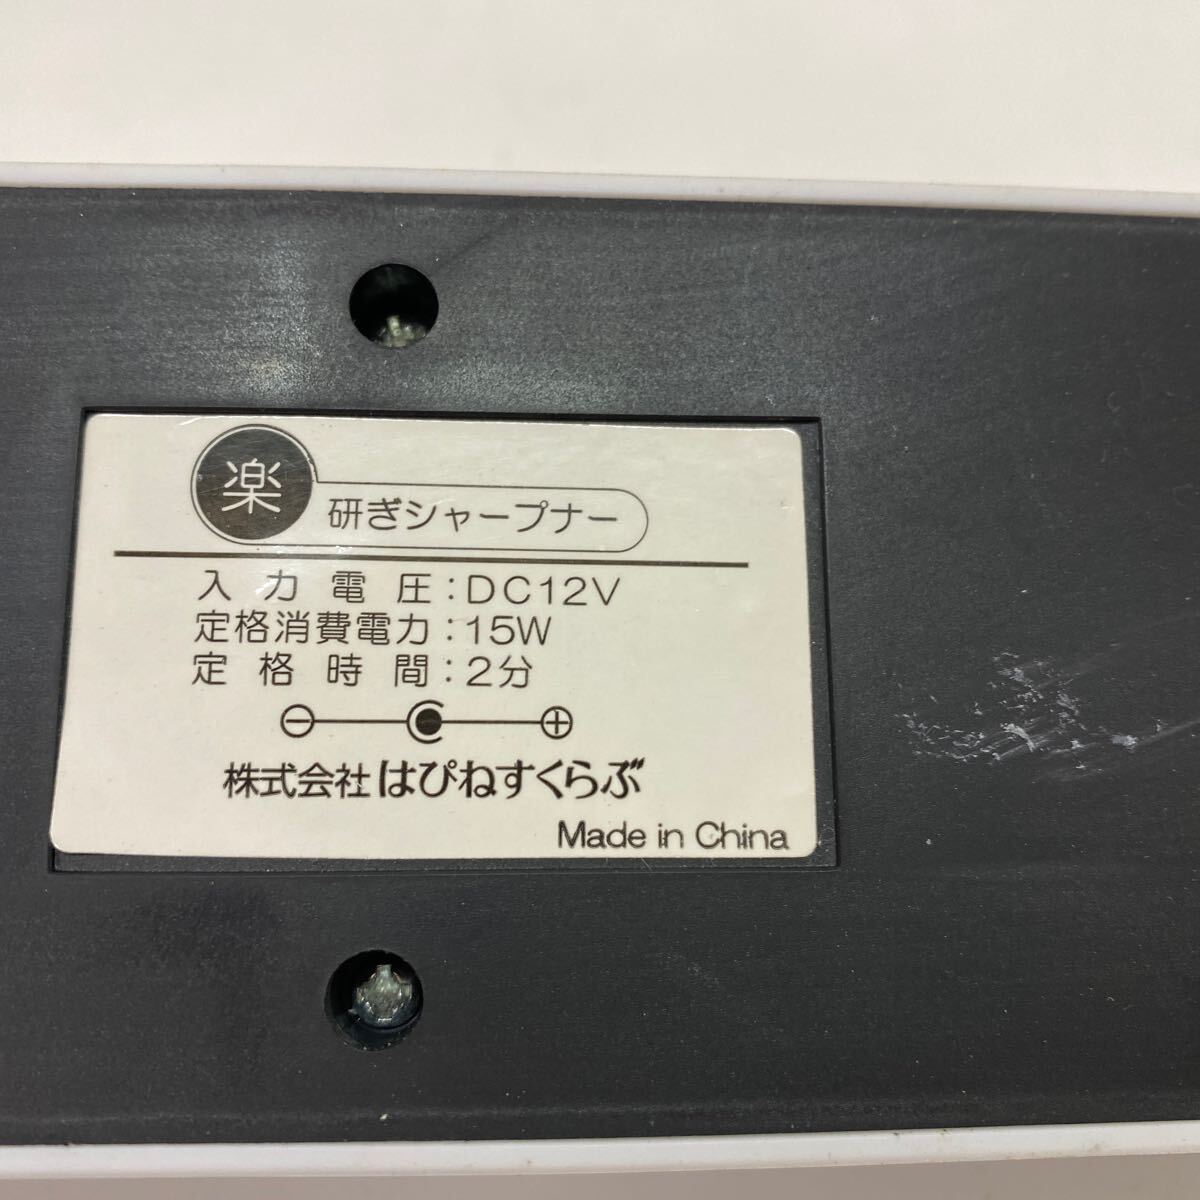 楽
研ぎシャープナー
入力電圧:DC12V
定格消費電力:15W
定格時間:2分
⊖ ⊕
株式会社はぴねすくらぶ
Made in China